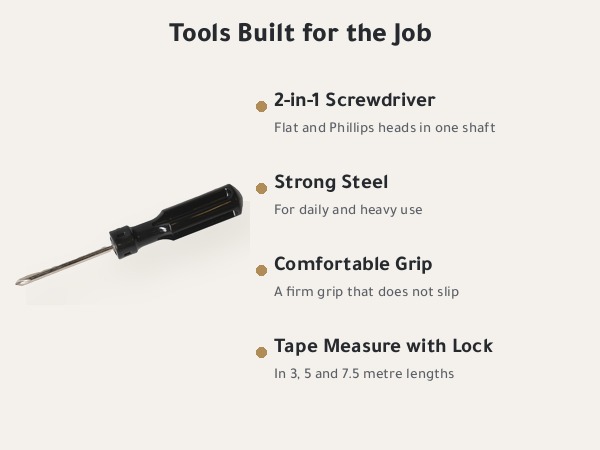 Tools Built for the Job
2-in-1 Screwdriver
Flat and Phillips heads in one shaft
Strong Steel
For daily and heavy use
Comfortable Grip
A firm grip that does not slip
Tape Measure with Lock
In 3, 5 and 7.5 metre lengths